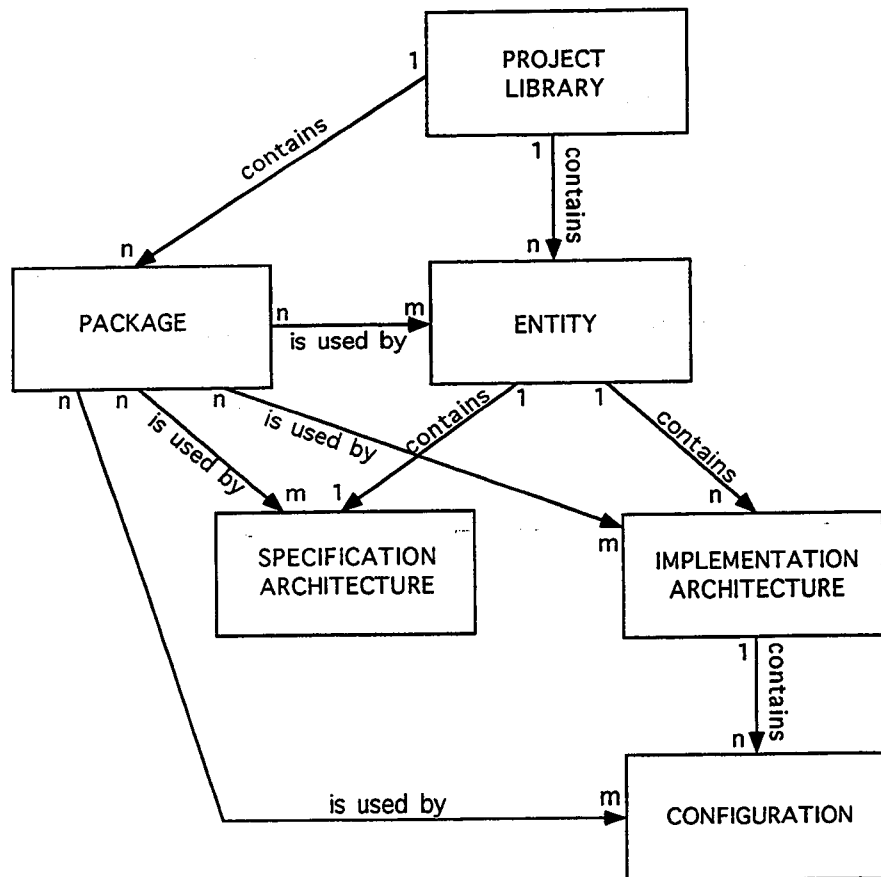 1
PROJECT
LIBRARY
contains
1
contains
n
n
PACKAGE
n
m
is used by
ENTITY
n
n
n
1
1
is used by
is used by
contains
contains
m
1
n
m
SPECIFICATION
ARCHITECTURE
IMPLEMENTATION
ARCHITECTURE
1
contains
n
is used by
m
CONFIGURATION